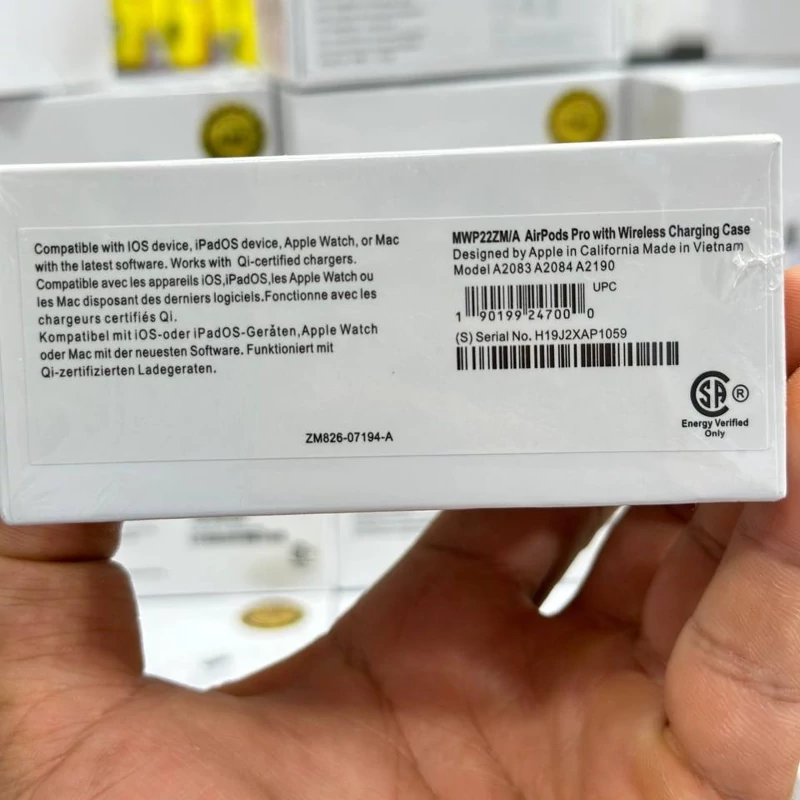 Compatible with IOS device, iPadOS device, Apple Watch, or Mac
with the latest software. Works with Qi-certified chargers.
Compatible avec les appareils iOS,iPadOS,les Apple Watch ou
les Mac disposant des derniers logiciels.Fonctionne avec les
chargeurs certifiés Qi.
Kompatibel mit iOS-oder iPadOS-Geräten,Apple Watch
oder Mac mit der neuesten Software. Funktioniert mit
Qi-zertifizierten Ladegeraten.
ZM826-07194-A
MWP22ZM/A AirPods Pro with Wireless Charging Case
Designed by Apple in California Made in Vietnam
Model A2083 A2084 A2190
UPC
1 90199 24700 0
(S) Serial No. H19J2XAP1059
SA ®
Energy Verified
Only